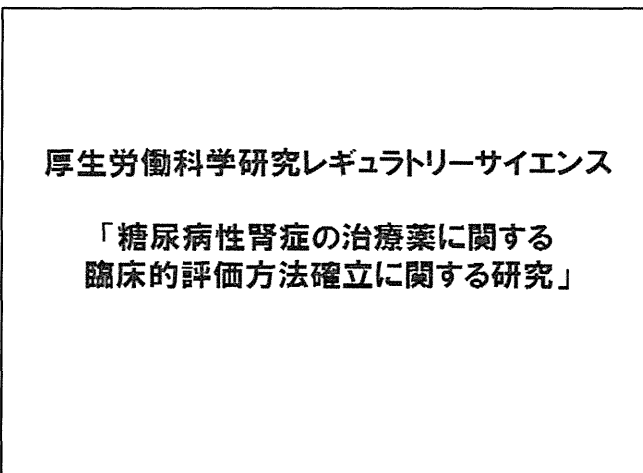 厚生労働科学研究レギュラトリーサイエンス
「糖尿病性腎症の治療薬に関する
臨床的評価方法確立に関する研究」